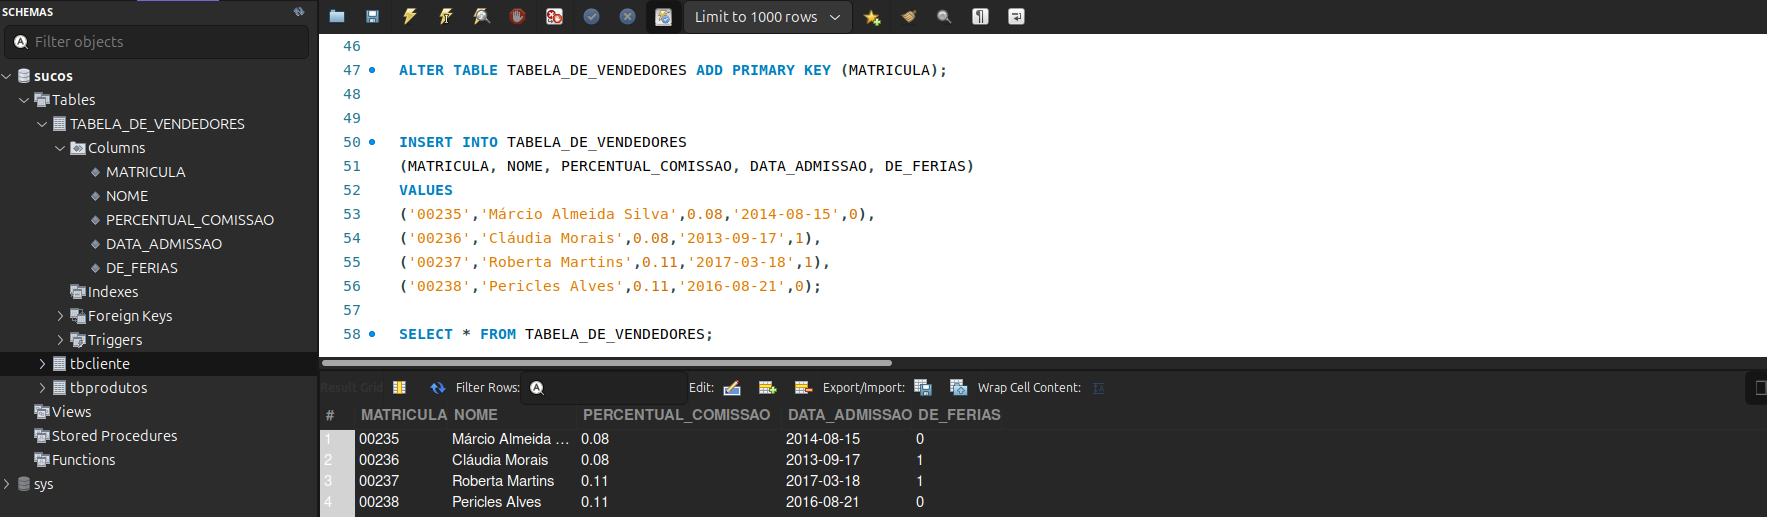 SCHEMAS
Filter objects
sucos
Tables
TABELA_DE_VENDEDORES
Columns
MATRICULA
NOME
PERCENTUAL_COMISSAO
DATA_ADMISSAO
DE_FERIAS
Indexes
Foreign Keys
Triggers
tbcliente
tbprodutos
Views
Stored Procedures
Functions
sys
Limit to 1000 rows
46
47 ALTER TABLE TABELA_DE_VENDEDORES ADD PRIMARY KEY (MATRICULA);
48
49
50 INSERT INTO TABELA_DE_VENDEDORES
51 (MATRICULA, NOME, PERCENTUAL_COMISSAO, DATA_ADMISSAO, DE_FERIAS)
52 VALUES
53 ('00235','Márcio Almeida Silva',0.08,'2014-08-15',0),
54 ('00236','Cláudia Morais',0.08,'2013-09-17',1),
55 ('00237','Roberta Martins',0.11,'2017-03-18',1),
56 ('00238','Pericles Alves',0.11,'2016-08-21',0);
57
58 SELECT * FROM TABELA_DE_VENDEDORES;
Result Grid Filter Rows: Edit: Export/Import: Wrap Cell Content:
# MATRICULA NOME PERCENTUAL_COMISSAO DATA_ADMISSAO DE_FERIAS
1 00235 Márcio Almeida ... 0.08 2014-08-15 0
2 00236 Cláudia Morais 0.08 2013-09-17 1
3 00237 Roberta Martins 0.11 2017-03-18 1
4 00238 Pericles Alves 0.11 2016-08-21 0